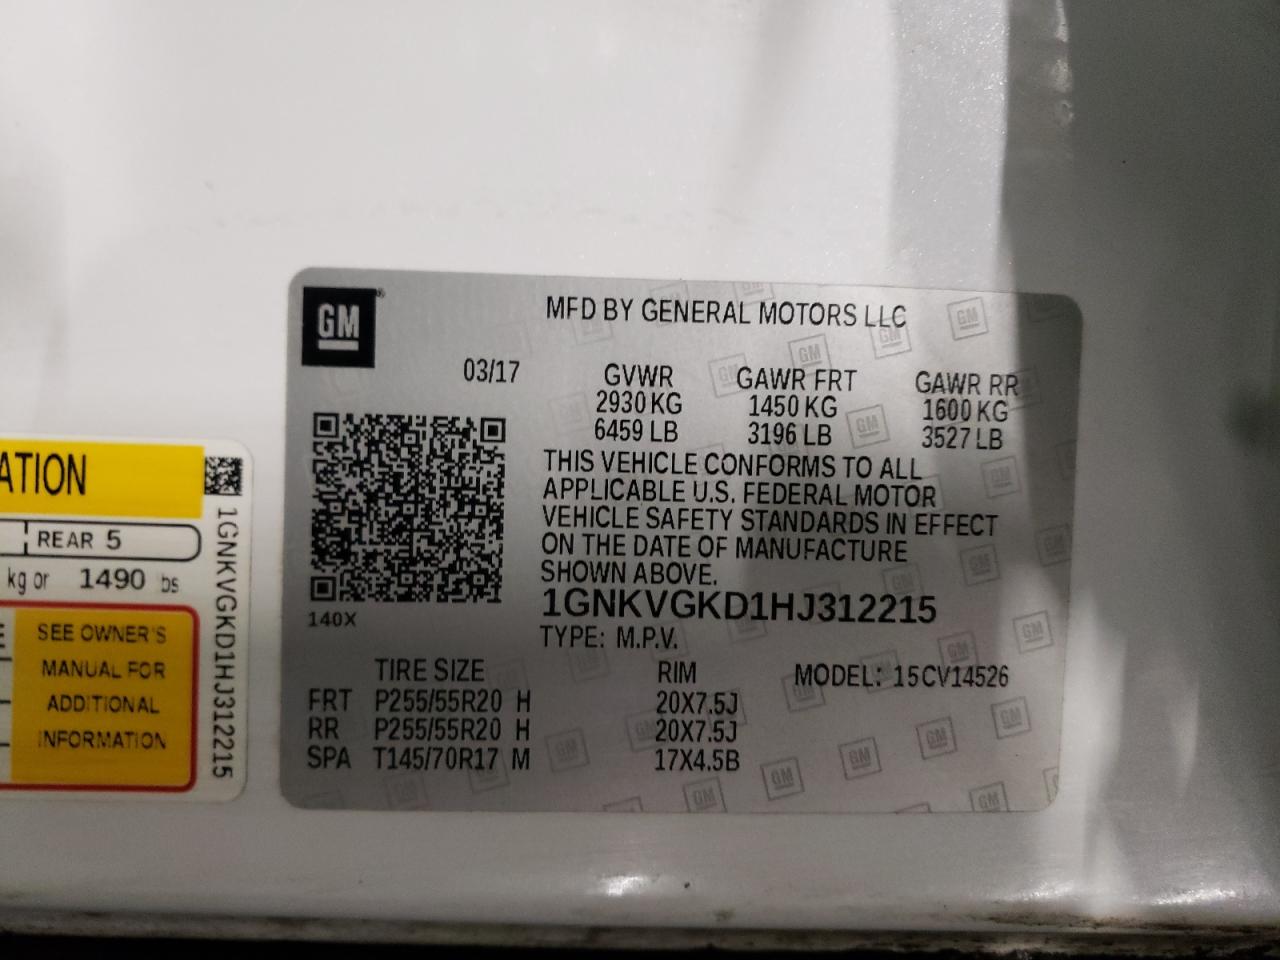 ATION
REAR 5
kg or 1490 bs
SEE OWNER'S
MANUAL FOR
ADDITIONAL
INFORMATION
1GNKVGKD1HJ312215
GM
MFD BY GENERAL MOTORS LLC
03/17 GVWR GAWR FRT GAWR RR
2930 KG 1450 KG 1600 KG
6459 LB 3196 LB 3527 LB
THIS VEHICLE CONFORMS TO ALL
APPLICABLE U.S. FEDERAL MOTOR
VEHICLE SAFETY STANDARDS IN EFFECT
ON THE DATE OF MANUFACTURE
SHOWN ABOVE.
1GNKVGKD1HJ312215
140X
TYPE: M.P.V.
TIRE SIZE RIM MODEL: 15CV14526
FRT P255/55R20 H 20X7.5J
RR P255/55R20 H 20X7.5J
SPA T145/70R17 M 17X4.5B